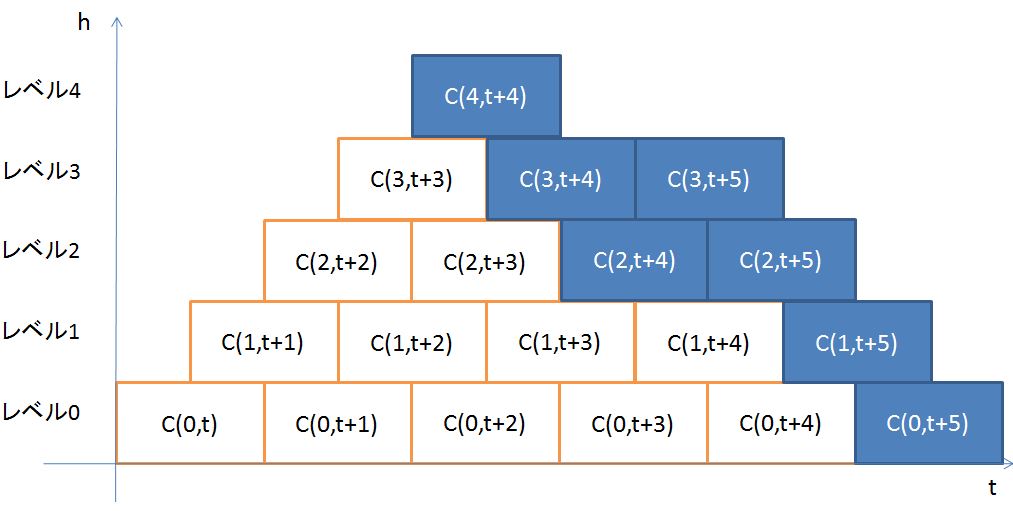 h
レベル4
C(4,t+4)
レベル3
C(3,t+3) C(3,t+4) C(3,t+5)
レベル2
C(2,t+2) C(2,t+3) C(2,t+4) C(2,t+5)
レベル1
C(1,t+1) C(1,t+2) C(1,t+3) C(1,t+4) C(1,t+5)
レベル0
C(0,t) C(0,t+1) C(0,t+2) C(0,t+3) C(0,t+4) C(0,t+5)
t